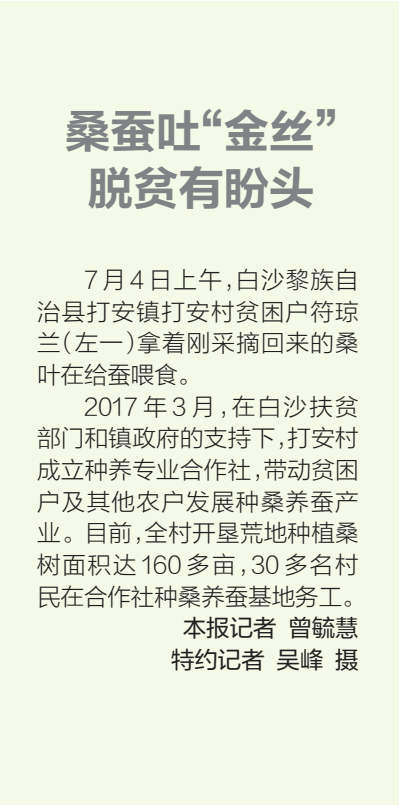 桑蚕吐“金丝”
脱贫有盼头
7月4日上午，白沙黎族自
治县打安镇打安村贫困户符琼
兰（左一）拿着刚采摘回来的桑
叶在给蚕喂食。
2017年3月，在白沙扶贫
部门和镇政府的支持下，打安村
成立种养专业合作社，带动贫困
户及其他农户发展种桑养蚕产
业。目前，全村开垦荒地种植桑
树面积达160多亩，30多名村
民在合作社种桑养蚕基地务工。
本报记者 曾毓慧
特约记者 吴峰 摄